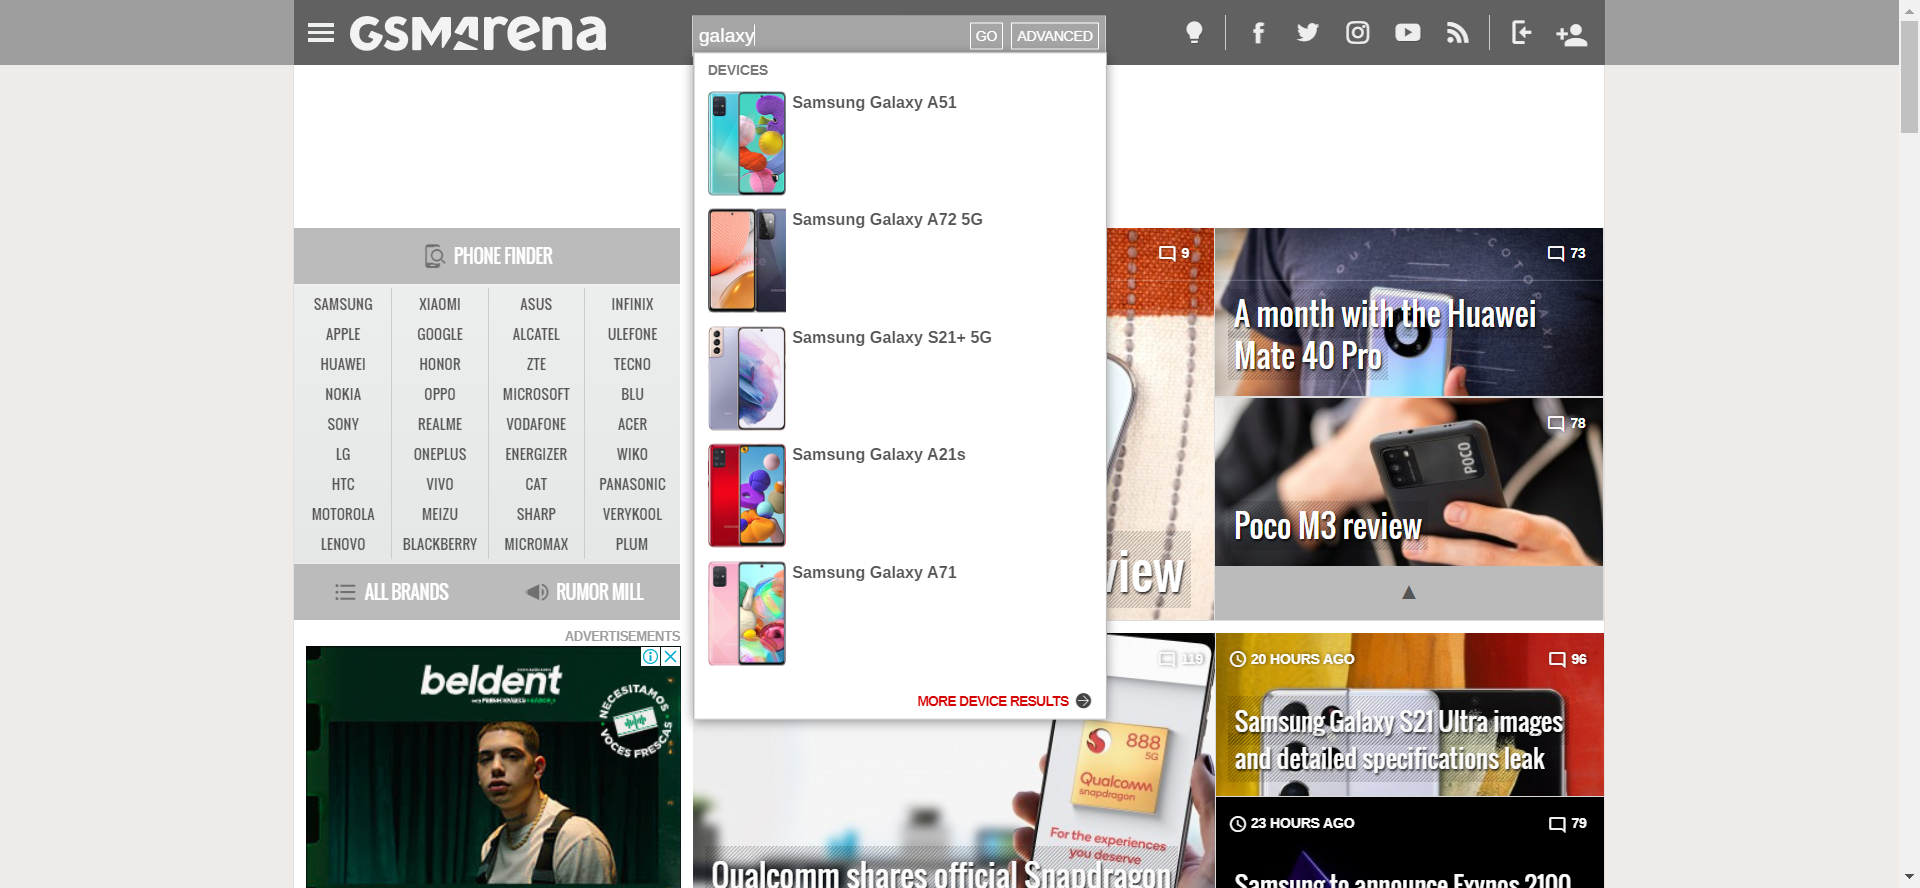 GSMArena
galaxy
GO
ADVANCED
DEVICES
Samsung Galaxy A51
Samsung Galaxy A72 5G
Samsung Galaxy S21+ 5G
Samsung Galaxy A21s
Samsung Galaxy A71
MORE DEVICE RESULTS
PHONE FINDER
SAMSUNG XIAOMI ASUS INFINIX
APPLE GOOGLE ALCATEL ULEFONE
HUAWEI HONOR ZTE TECNO
NOKIA OPPO MICROSOFT BLU
SONY REALME VODAFONE ACER
LG ONEPLUS ENERGIZER WIKO
HTC VIVO CAT PANASONIC
MOTOROLA MEIZU SHARP VERYKOOL
LENOVO BLACKBERRY MICROMAX PLUM
ALL BRANDS
RUMOR MILL
9
view
73
A month with the Huawei
Mate 40 Pro
78
POCO
Poco M3 review
ADVERTISEMENTS
beldent
NECESITAMOS
VOCES FRESCAS
119
888
5G
Qualcomm
snapdragon
For the experiences
you deserve
Qualcomm shares official Snapdragon
20 HOURS AGO
96
Samsung Galaxy S21 Ultra images
and detailed specifications leak
23 HOURS AGO
79
Samsung to announce Exynos 2100